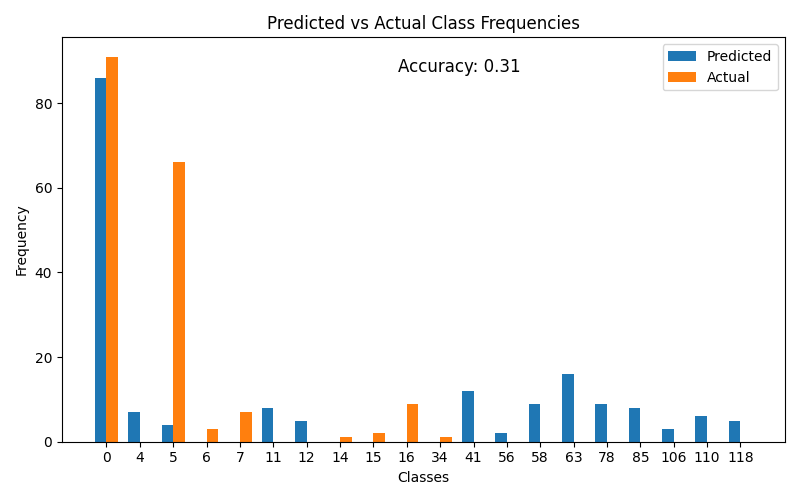 Predicted vs Actual Class Frequencies
Accuracy: 0.31
Predicted
Actual
Frequency
80
60
40
20
0
0 4 5 6 7 11 12 14 15 16 34 41 56 58 63 78 85 106 110 118
Classes